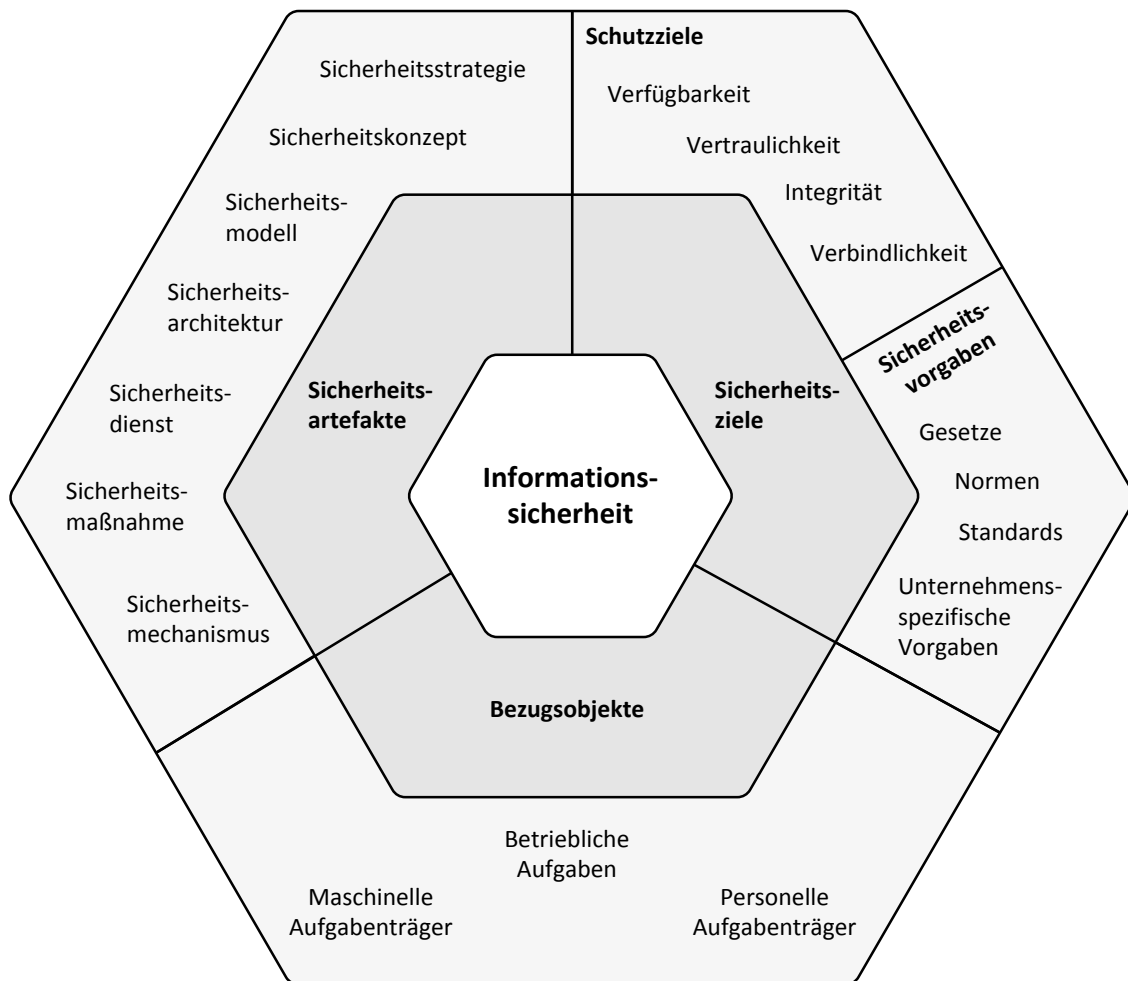 Schutzziele
Verfügbarkeit
Vertraulichkeit
Integrität
Verbindlichkeit
Sicherheits-
vorgaben
Gesetze
Normen
Standards
Unternehmens-
spezifische
Vorgaben
Sicherheitsstrategie
Sicherheitskonzept
Sicherheits-
modell
Sicherheits-
architektur
Sicherheits-
dienst
Sicherheits-
maßnahme
Sicherheits-
mechanismus
Sicherheits-
artefakte
Sicherheits-
ziele
Informations-
sicherheit
Bezugsobjekte
Betriebliche
Aufgaben
Maschinelle
Aufgabenträger
Personelle
Aufgabenträger